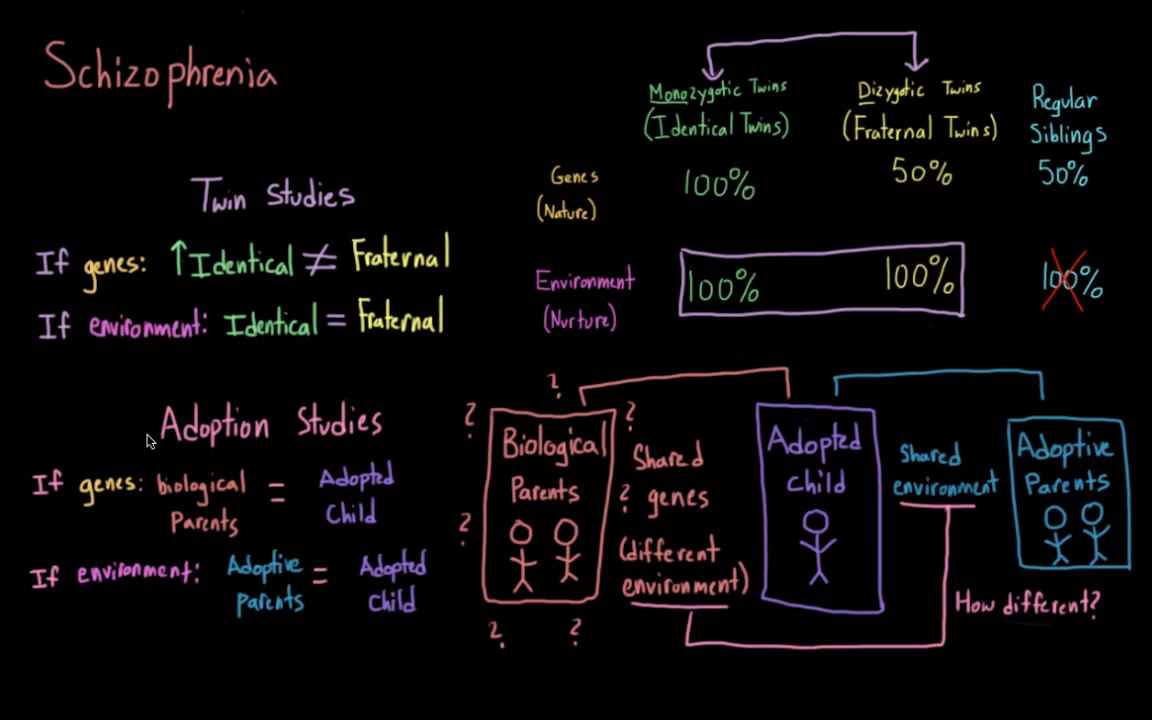 Schizophrenia
Monozygotic Twins
(Identical Twins)
Dizygotic Twins
(Fraternal Twins)
Regular
Siblings
Genes
(Nature)
100%
50%
50%
Environment
(Nurture)
100%
100%
100%
Twin Studies
If genes: ↑Identical ≠ Fraternal
If environment: Identical = Fraternal
Adoption Studies
If genes: biological = Adopted
Parents Child
If environment: Adoptive = Adopted
Parents Child
?
?
?
?
?
?
Biological
Parents
Shared
? genes
(different
environment)
Adopted
Child
Shared
environment
Adoptive
Parents
How different?